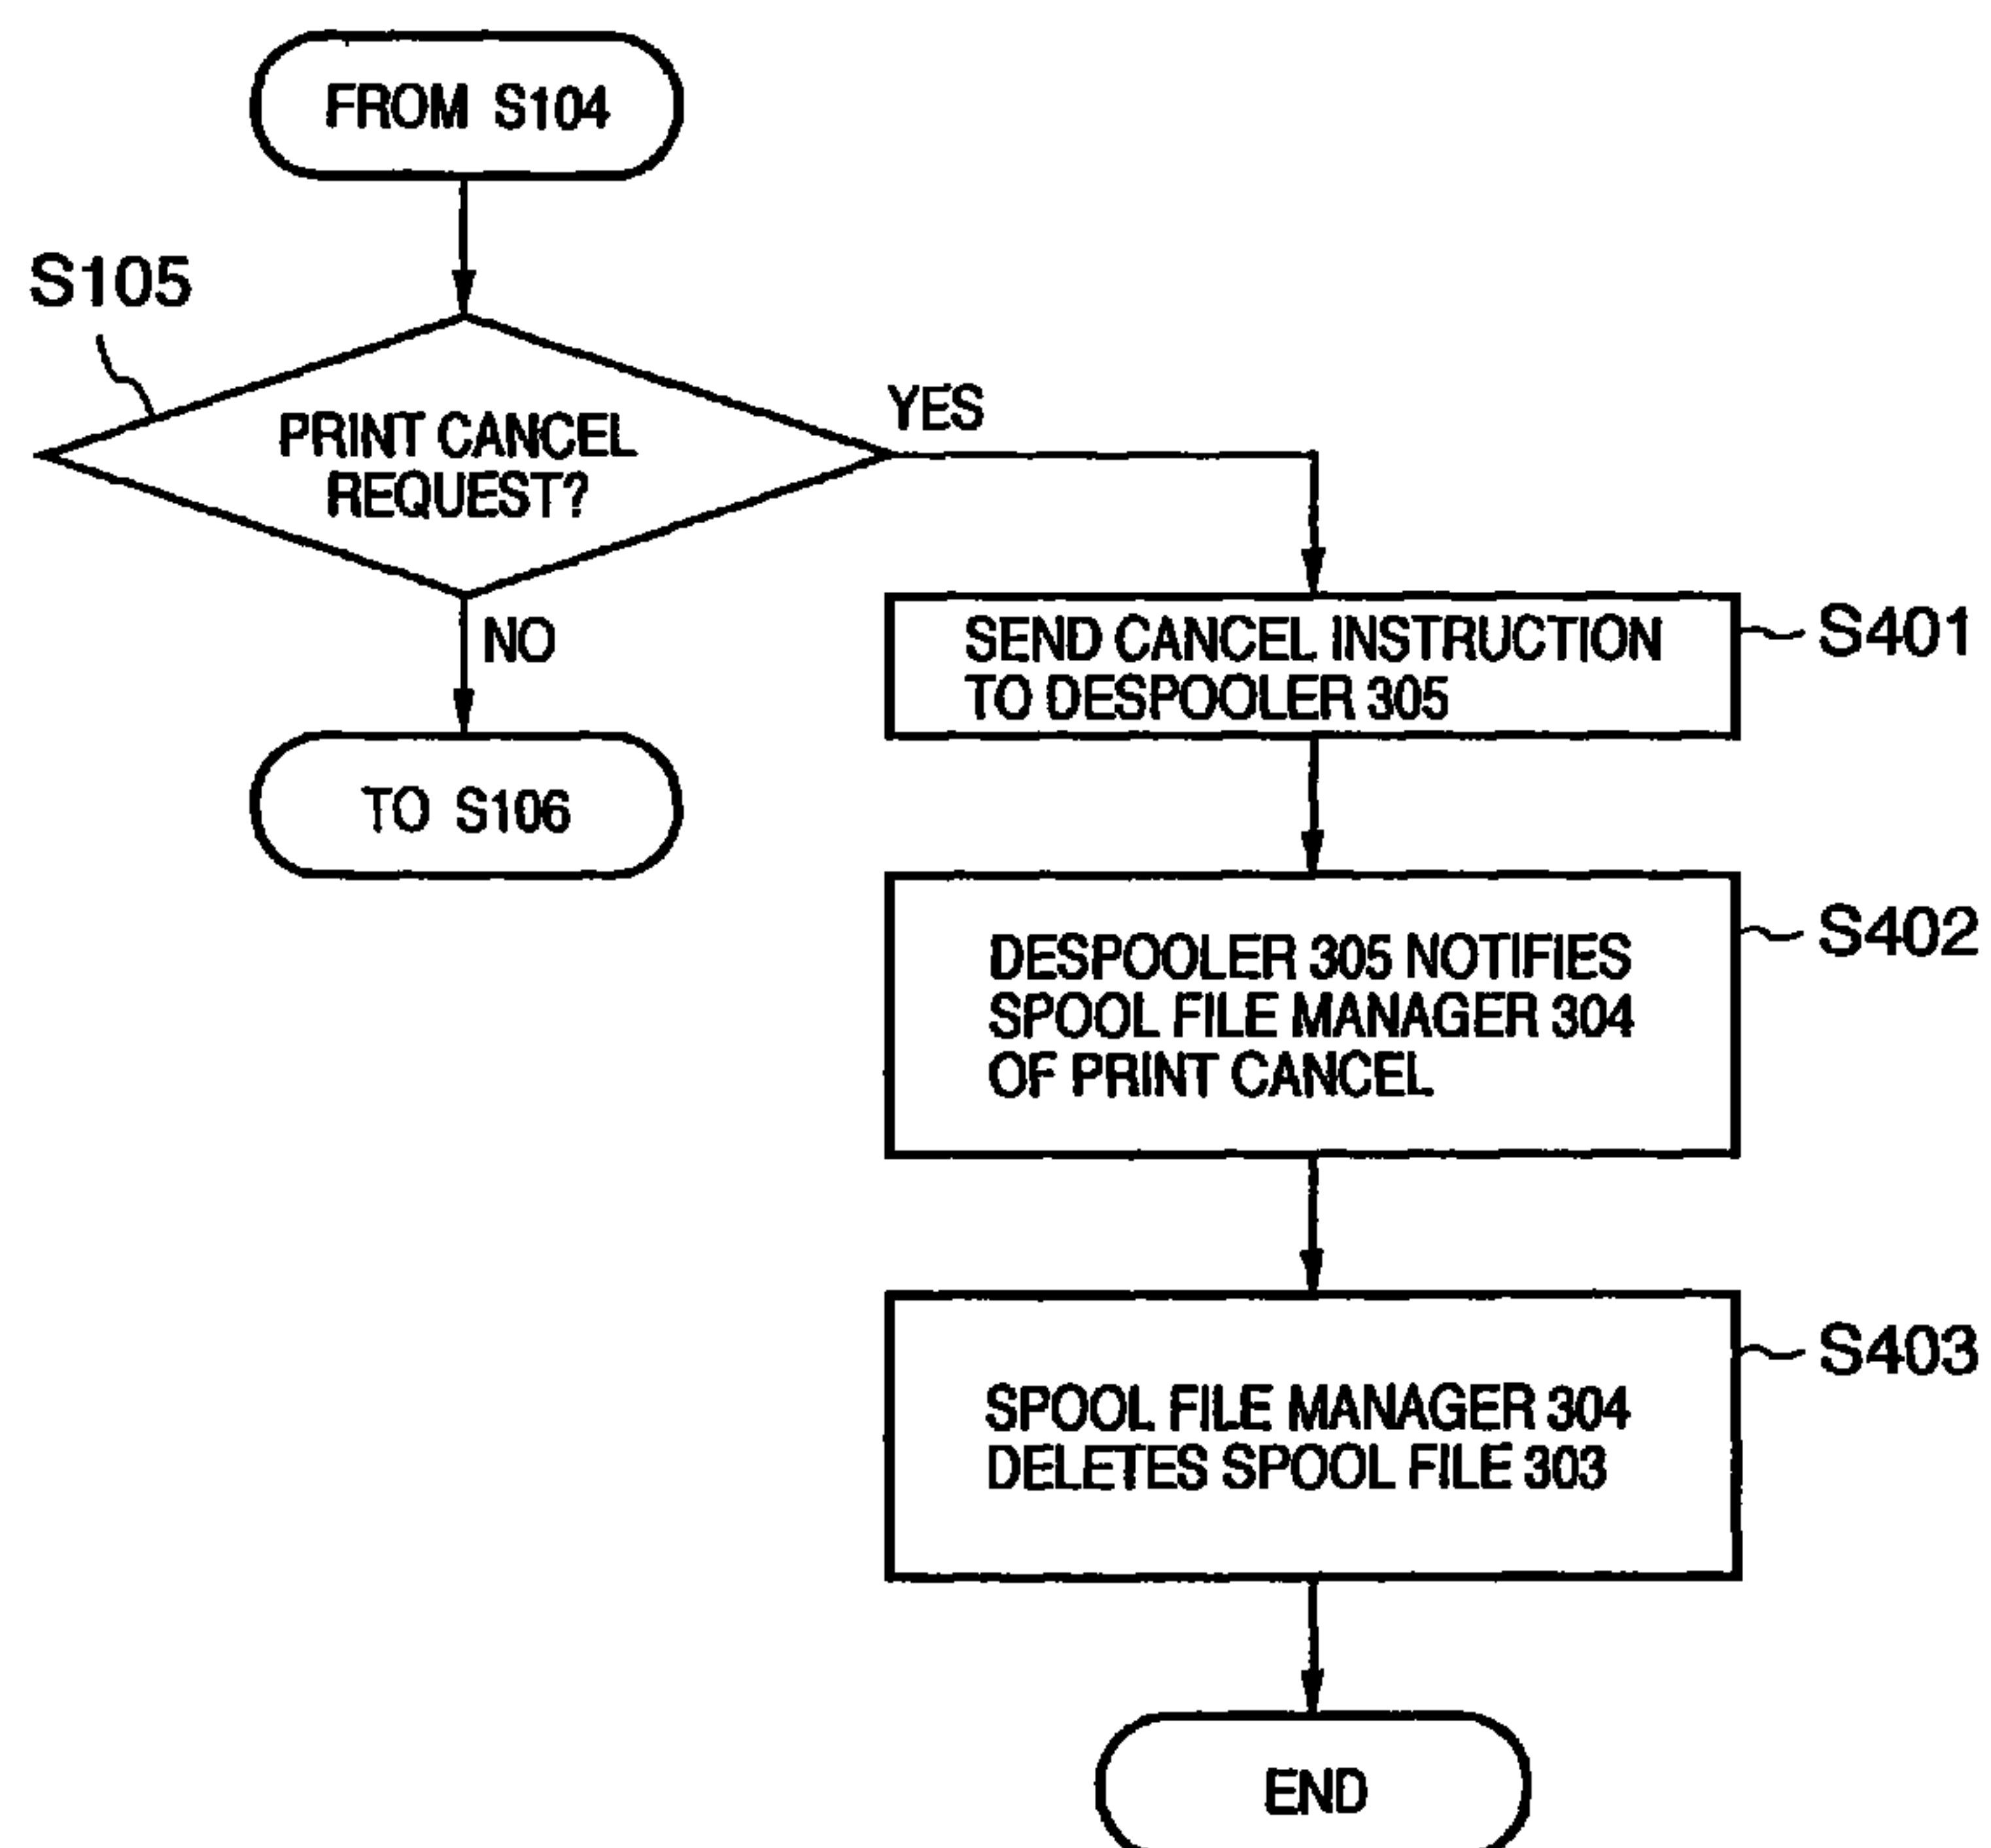 FROM S104
S105
PRINT CANCEL
REQUEST?
YES
NO
TO S106
SEND CANCEL INSTRUCTION
TO DESPOOLER 305
S401
DESPOOLER 305 NOTIFIES
SPOOL FILE MANAGER 304
OF PRINT CANCEL
S402
SPOOL FILE MANAGER 304
DELETES SPOOL FILE 303
S403
END